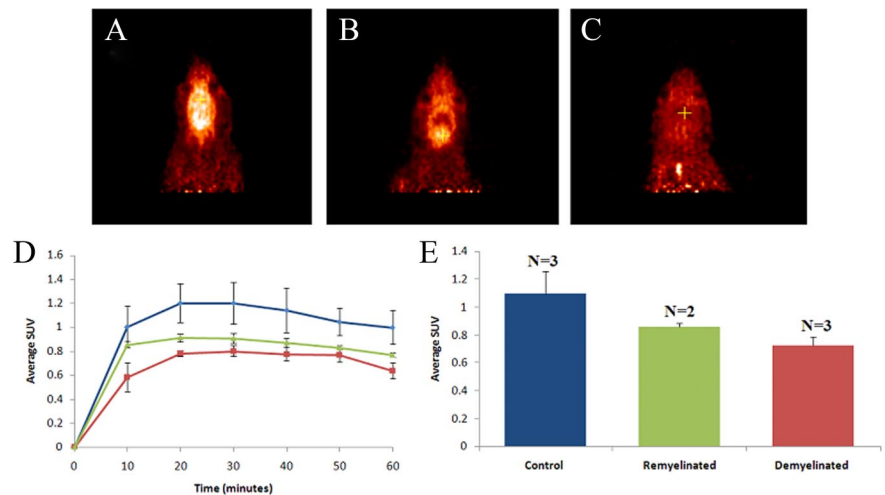 A
B
C
D
1.6
1.4
1.2
1
0.8
0.6
0.4
0.2
0
Average SUV
0 10 20 30 40 50 60
Time (minutes)
E
1.4
1.2
1
0.8
0.6
0.4
0.2
0
Average SUV
N=3
N=2
N=3
Control Remyelinated Demyelinated